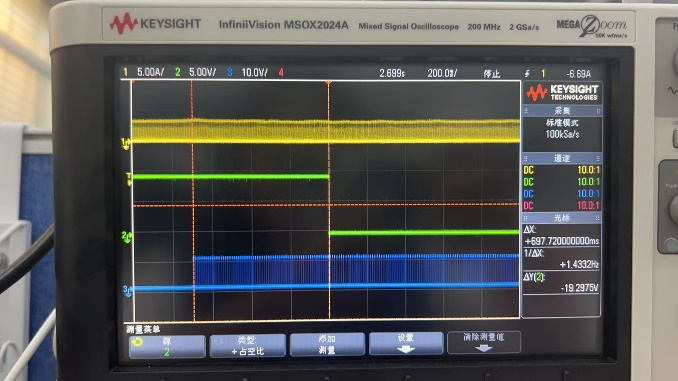 KEYSIGHT InfiniiVision MSOX2024A Mixed Signal Oscilloscope 200 MHz 2 GSa/s MEGA Zoom
50K wfms/s
1 5.00A/ 2 5.00V/ 3 10.0V/ 4 2.699s 200.0⁠m/ 停止 1 -6.69A
KEYSIGHT
TECHNOLOGIES
采集
标准模式
100kSa/s
通道
DC 10.0:1
DC 10.0:1
DC 10.0:1
DC 10.0:1
光标
ΔX:
+697.720000000ms
1/ΔX:
+1.4332Hz
ΔY(2):
-19.2975V
测量菜单
源
2
类型:
+占空比
添加
测量
设置
清除测量值
Push